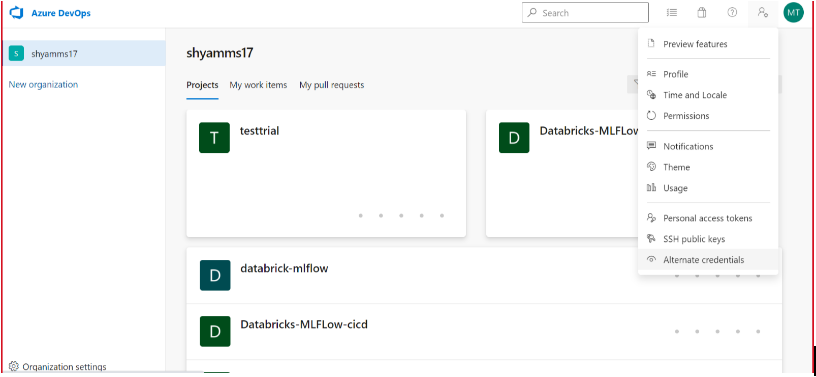 Azure DevOps
Search
MT
S
shyamms17
New organization
shyamms17
Projects
My work items
My pull requests
T
testtrial
D
Databricks-MLFLow
D
databrick-mlflow
D
Databricks-MLFLow-cicd
Preview features
Profile
Time and Locale
Permissions
Notifications
Theme
Usage
Personal access tokens
SSH public keys
Alternate credentials
Organization settings